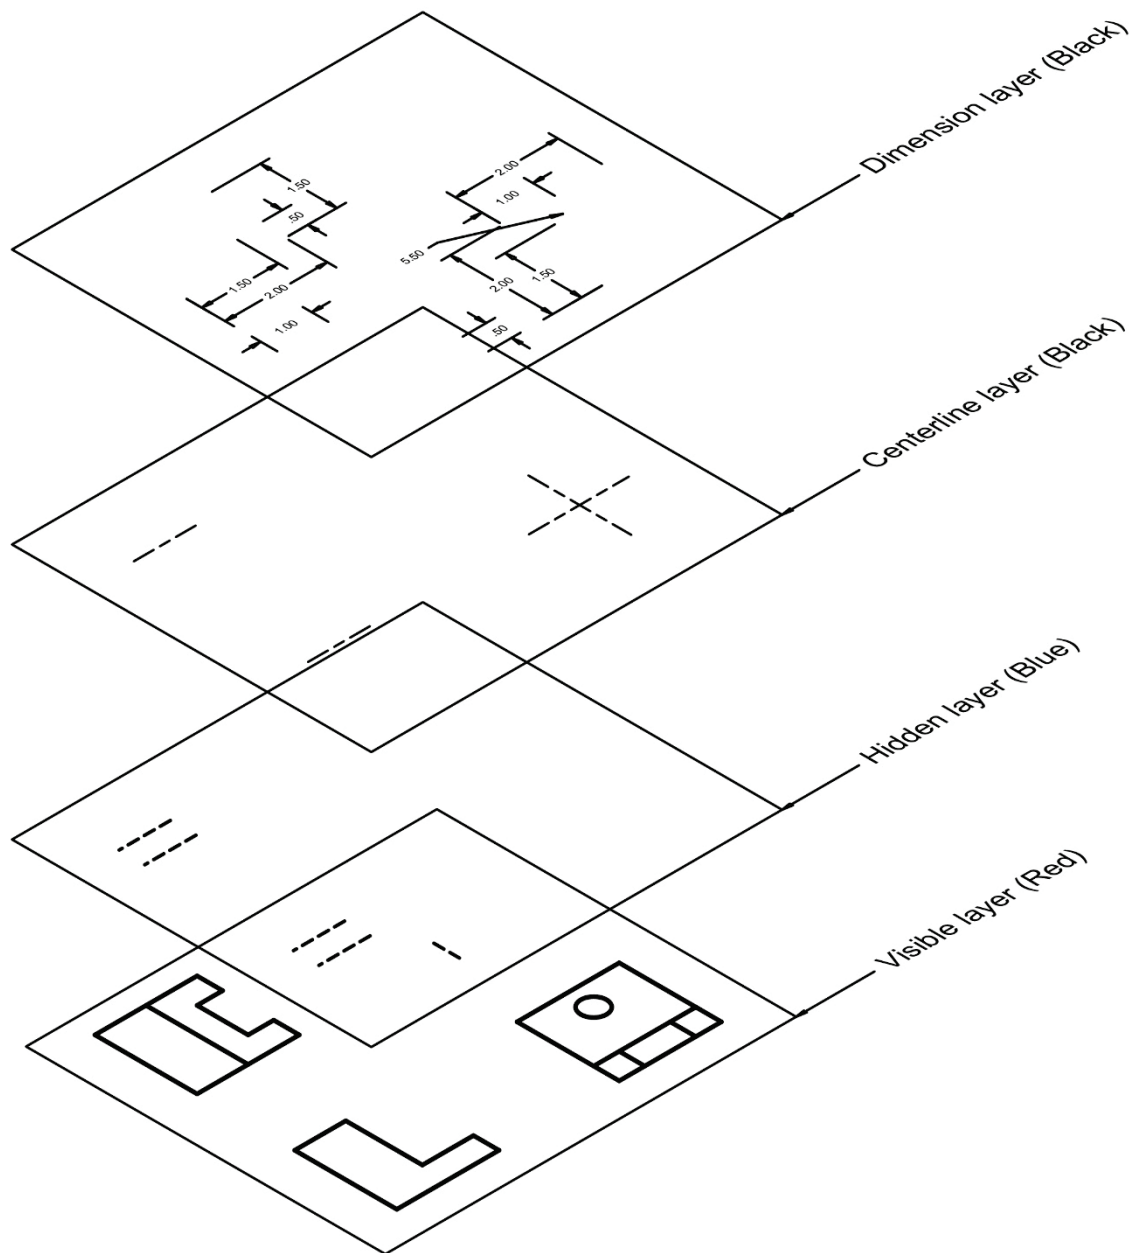 Dimension layer (Black)
2.00
1.50
1.00
.50
5.50
1.50
2.00
1.50
2.00
1.00
.50
Centerline layer (Black)
Hidden layer (Blue)
Visible layer (Red)